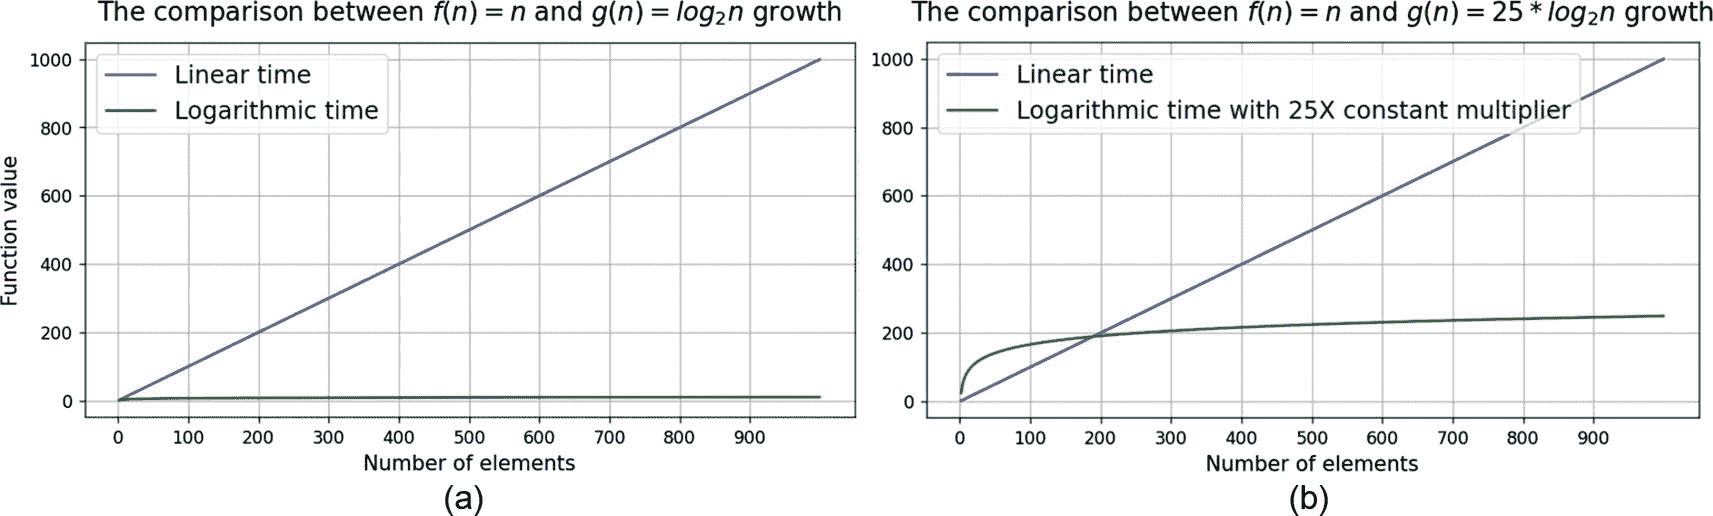 The comparison between f(n) = n and g(n) = log₂n growth
1000
800
600
400
200
0
Function value
Linear time
Logarithmic time
0 100 200 300 400 500 600 700 800 900
Number of elements
(a)
The comparison between f(n) = n and g(n) = 25 * log₂n growth
1000
800
600
400
200
0
Linear time
Logarithmic time with 25X constant multiplier
0 100 200 300 400 500 600 700 800 900
Number of elements
(b)